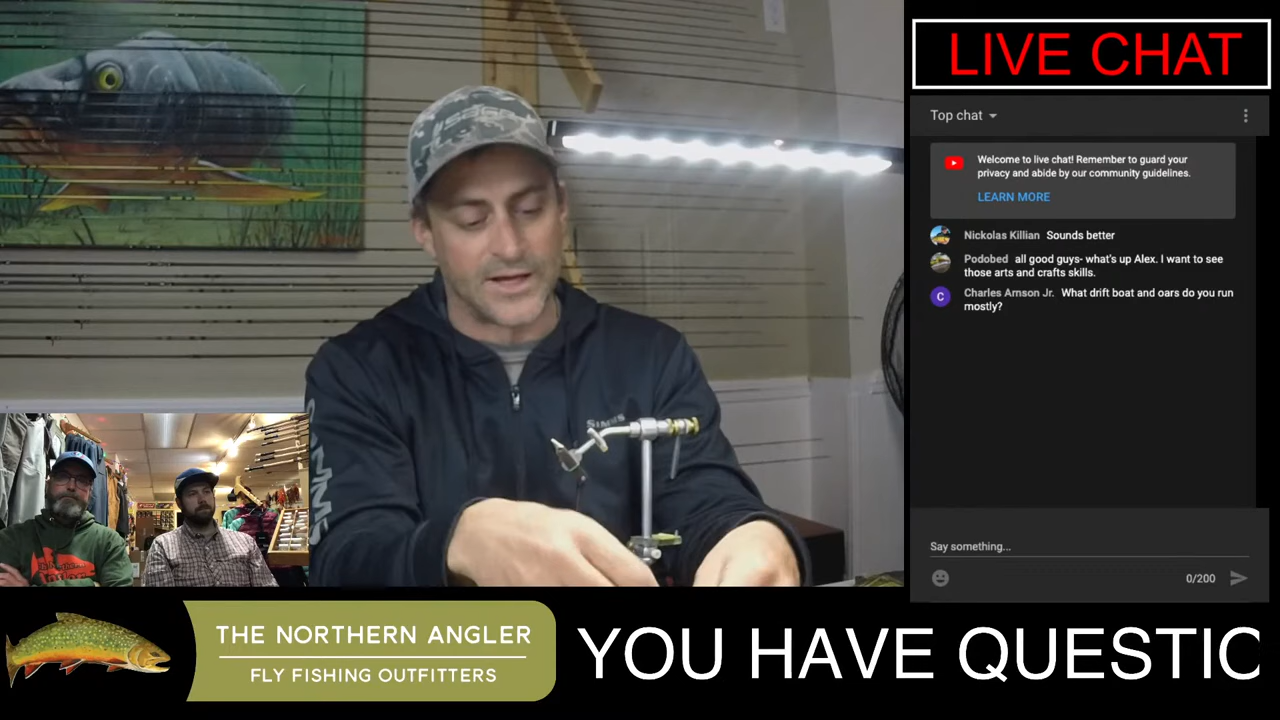 LIVE CHAT
Top chat
Welcome to live chat! Remember to guard your
privacy and abide by our community guidelines.
LEARN MORE
Nickolas Killian Sounds better
Podobed all good guys- what's up Alex. I want to see
those arts and crafts skills.
Charles Arnson Jr. What drift boat and oars do you run
mostly?
C
Say something...
0/200
SIMMS
SIMMS
THE NORTHERN ANGLER
FLY FISHING OUTFITTERS
YOU HAVE QUESTIO